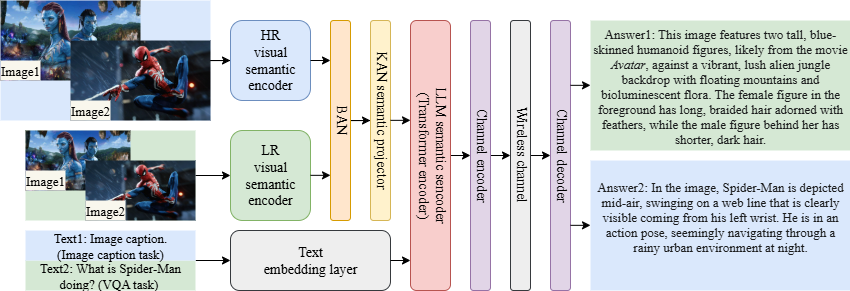 Image1
Image2
HR
visual
semantic
encoder
Image1
Image2
LR
visual
semantic
encoder
Text1: Image caption.
(Image caption task)
Text2: What is Spider-Man
doing? (VQA task)
Text
embedding layer
BAN
KAN semantic projector
LLM semantic sencoder
(Transformer encoder)
Channel encoder
Wireless channel
Channel decoder
Answer1: This image features two tall, blue-
skinned humanoid figures, likely from the movie
Avatar, against a vibrant, lush alien jungle
backdrop with floating mountains and
bioluminescent flora. The female figure in the
foreground has long, braided hair adorned with
feathers, while the male figure behind her has
shorter, dark hair.
Answer2: In the image, Spider-Man is depicted
mid-air, swinging on a web line that is clearly
visible coming from his left wrist. He is in an
action pose, seemingly navigating through a
rainy urban environment at night.